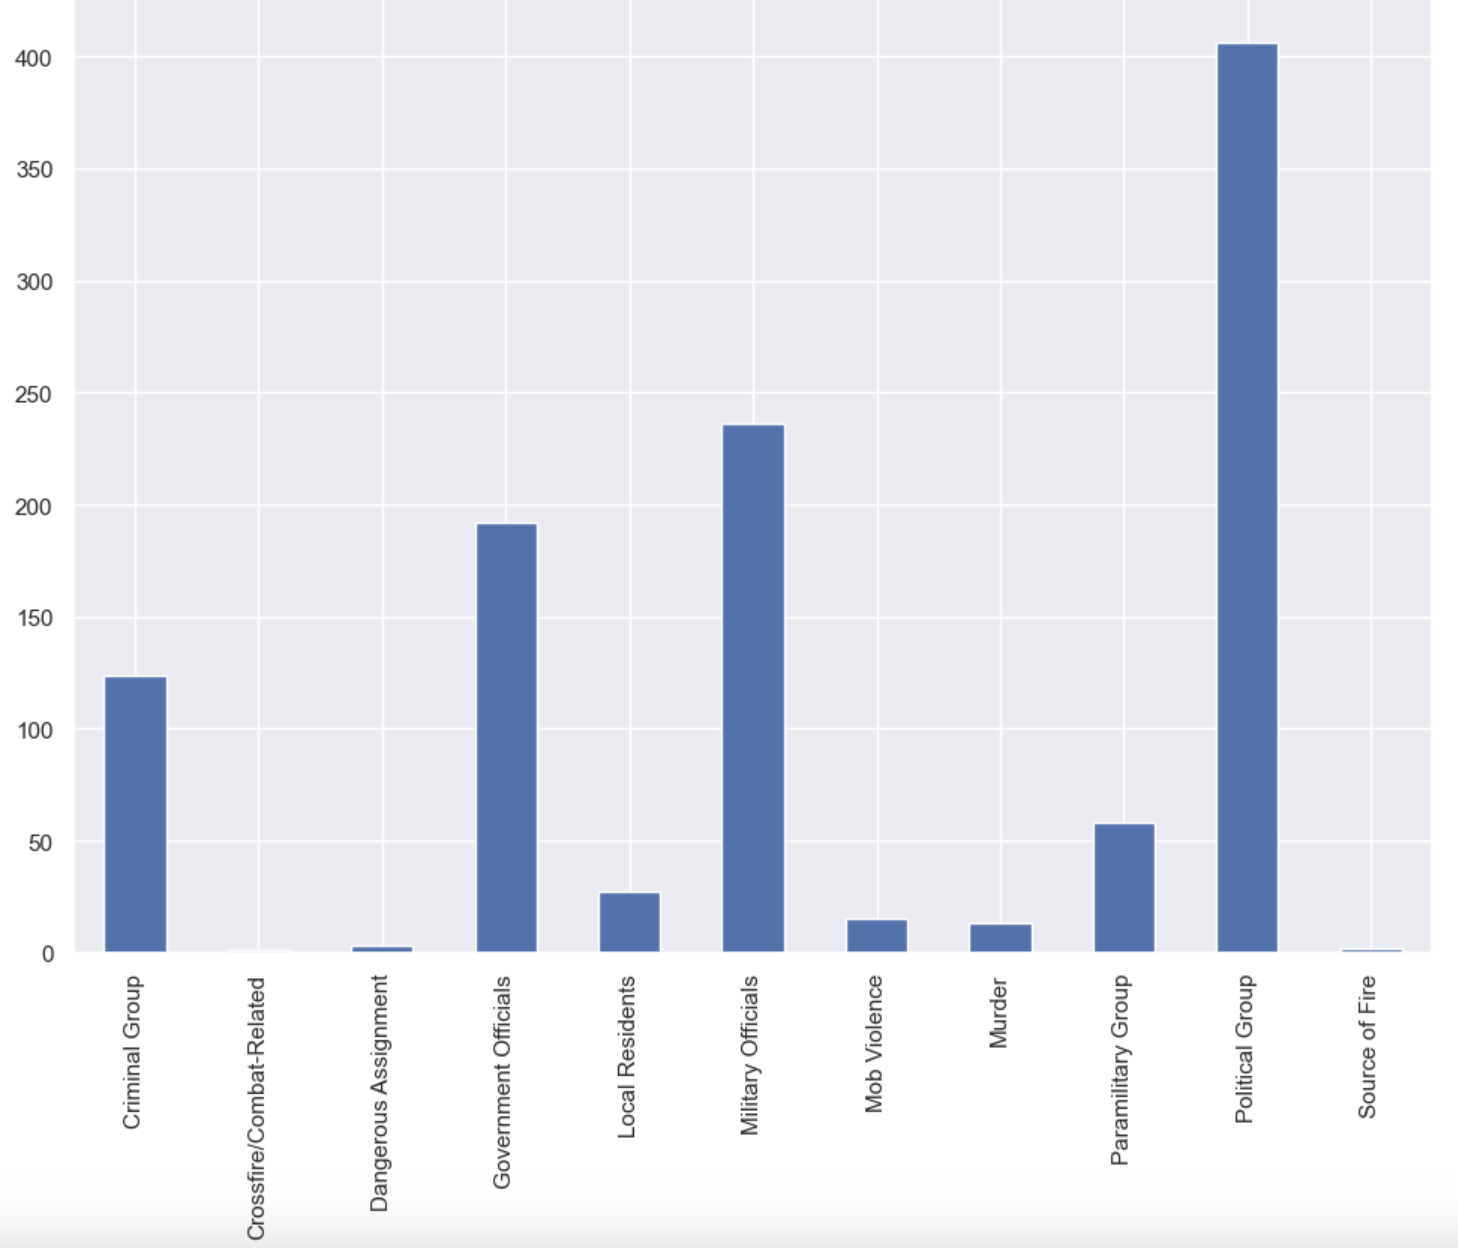 400
350
300
250
200
150
100
50
0
Criminal Group
Crossfire/Combat-Related
Dangerous Assignment
Government Officials
Local Residents
Military Officials
Mob Violence
Murder
Paramilitary Group
Political Group
Source of Fire